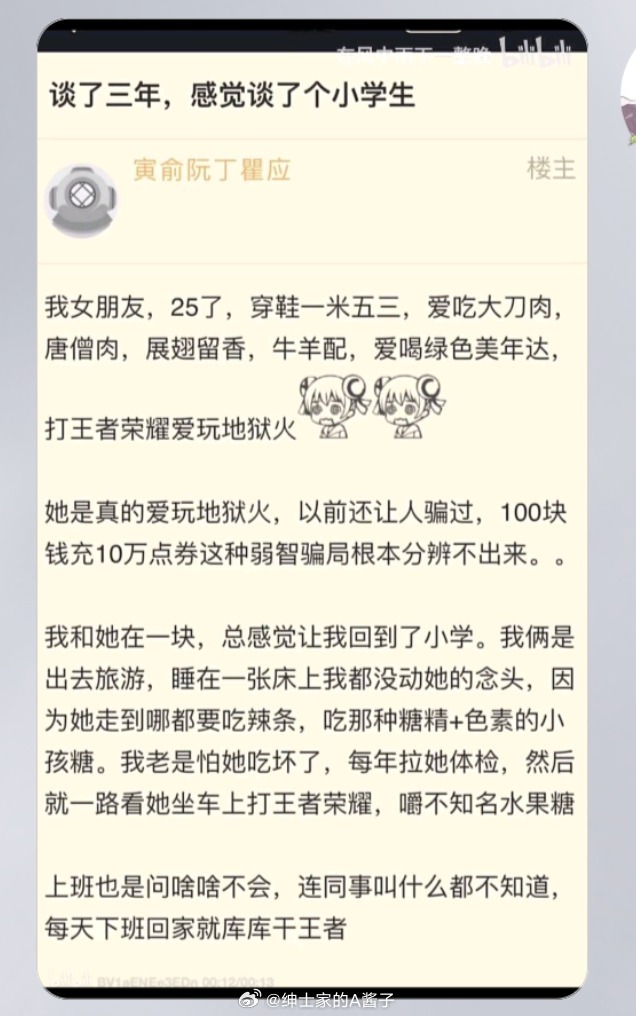 bilibili
谈了三年，感觉谈了个小学生
寅俞阮丁瞿应
楼主
我女朋友，25了，穿鞋一米五三，爱吃大刀肉，
唐僧肉，展翅留香，牛羊配，爱喝绿色美年达，
打王者荣耀爱玩地狱火
她是真的爱玩地狱火，以前还让人骗过，100块
钱充10万点券这种弱智骗局根本分辨不出来。。
我和她在一块，总感觉让我回到了小学。我俩是
出去旅游，睡在一张床上我都没动她的念头，因
为她走到哪都要吃辣条，吃那种糖精+色素的小
孩糖。我老是怕她吃坏了，每年拉她体检，然后
就一路看她坐车上打王者荣耀，嚼不知名水果糖
上班也是问啥啥不会，连同事叫什么都不知道，
每天下班回家就库库干王者
00:12/00:13
@绅士家的A酱子